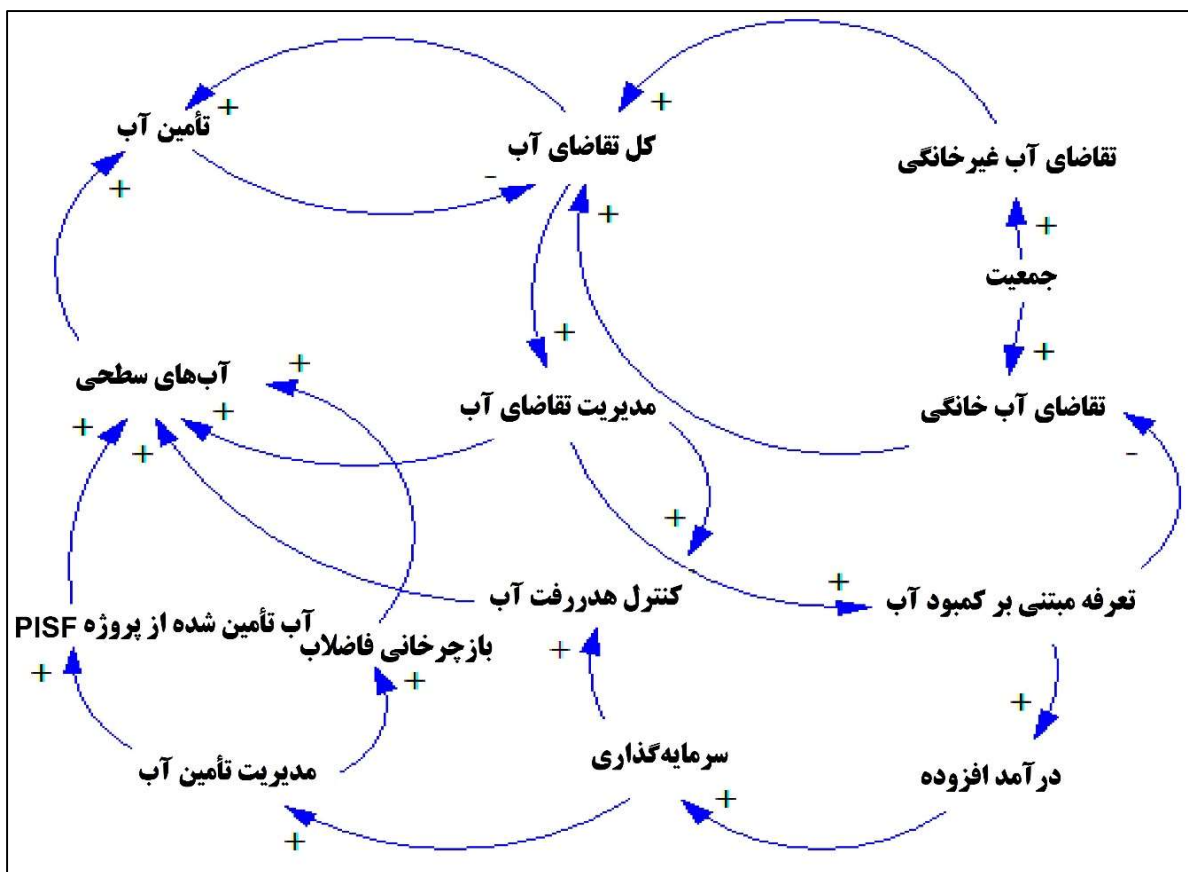 تأمین آب
کل تقاضای آب
تقاضای آب غیرخانگی
جمعیت
آب‌های سطحی
مدیریت تقاضای آب
تقاضای آب خانگی
کنترل هدررفت آب
تعرفه مبتنی بر کمبود آب
آب تأمین شده از پروژه PISF
بازچرخانی فاضلاب
مدیریت تأمین آب
سرمایه‌گذاری
درآمد افزوده